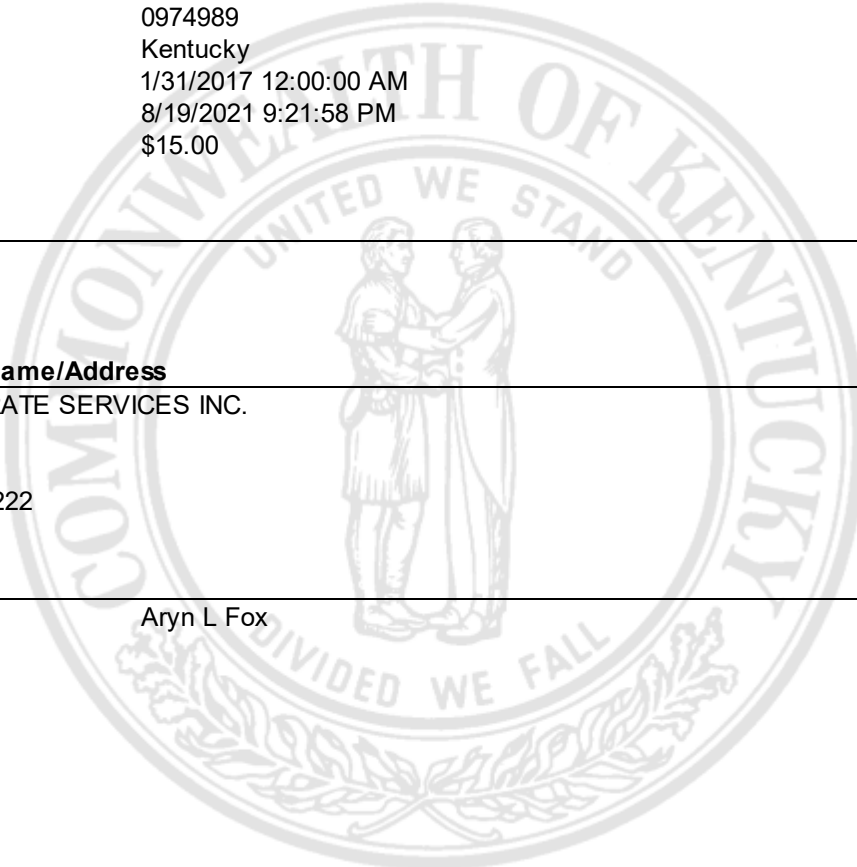 0974989
Kentucky
1/31/2017 12:00:00 AM
8/19/2021 9:21:58 PM
$15.00
COMMONWEALTH OF KENTUCKY
UNITED WE STAND
ame/Address
ATE SERVICES INC.
222
Aryn L Fox
DIVIDED WE FALL